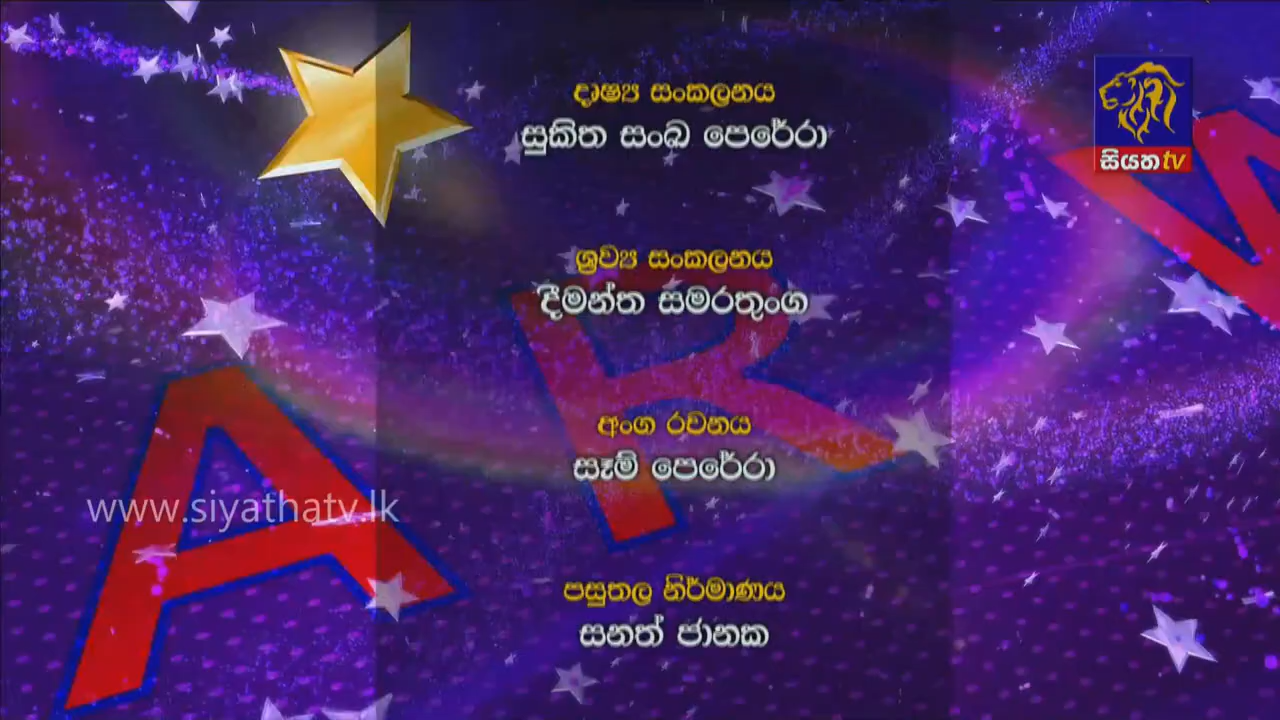 දෘෂ්‍ය සංකලනය
සුකිත සංඛ පෙරේරා
ශ්‍රව්‍ය සංකලනය
දීමන්ත සමරතුංග
අංග රචනය
සෑම් පෙරේරා
පසුතල නිර්මාණය
සනත් ජානක
සියත tv
www.siyathatv.lk
A R W